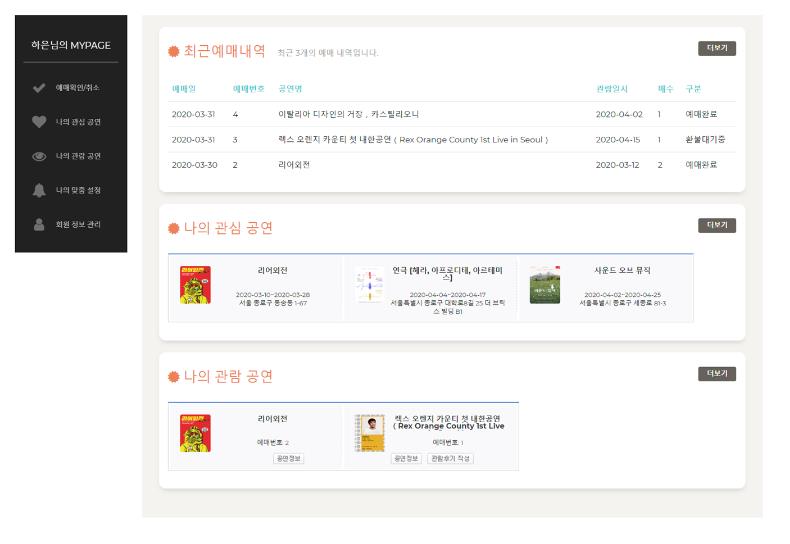 하은님의 MYPAGE
예매확인/취소
나의 관심 공연
나의 관람 공연
나의 맞춤 설정
회원 정보 관리
최근예매내역 최근 3개의 예매 내역입니다. 더보기
예매일 예매번호 공연명 관람일시 매수 구분
2020-03-31 4 이탈리아 디자인의 거장 , 카스틸리오니 2020-04-02 1 예매완료
2020-03-31 3 렉스 오렌지 카운티 첫 내한공연 ( Rex Orange County 1st Live in Seoul ) 2020-04-15 1 환불대기중
2020-03-30 2 리어외전 2020-03-12 2 예매완료
나의 관심 공연 더보기
리어외전
2020-03-10~2020-03-28
서울 종로구 동숭동 1-67
연극 [헤라, 아프로디테, 아르테미
스]
2020-04-04~2020-04-17
서울특별시 종로구 대학로8길 25 더 브릭
스 빌딩 B1
사운드 오브 뮤직
2020-04-02~2020-04-25
서울특별시 종로구 세종로 81-3
나의 관람 공연 더보기
리어외전
예매번호: 2
공연정보
렉스 오렌지 카운티 첫 내한공연
( Rex Orange County 1st Live
예매번호: 1
공연정보 관람후기 작성